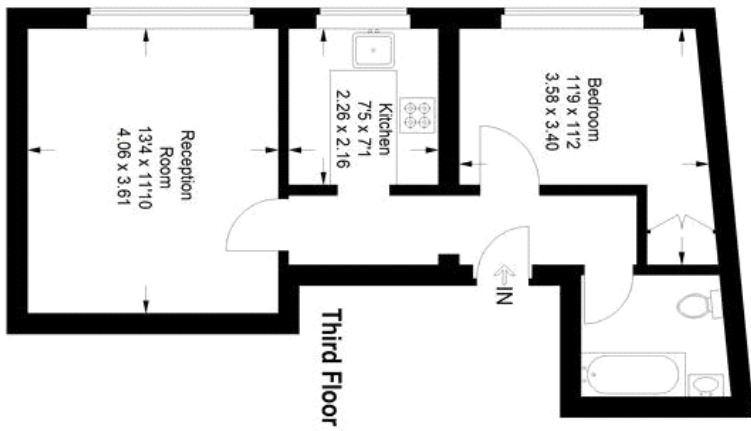 Reception
Room
13'4 x 11'10
4.06 x 3.61
Kitchen
7'5 x 7'1
2.26 x 2.16
Bedroom
11'9 x 11'2
3.58 x 3.40
IN
Third Floor